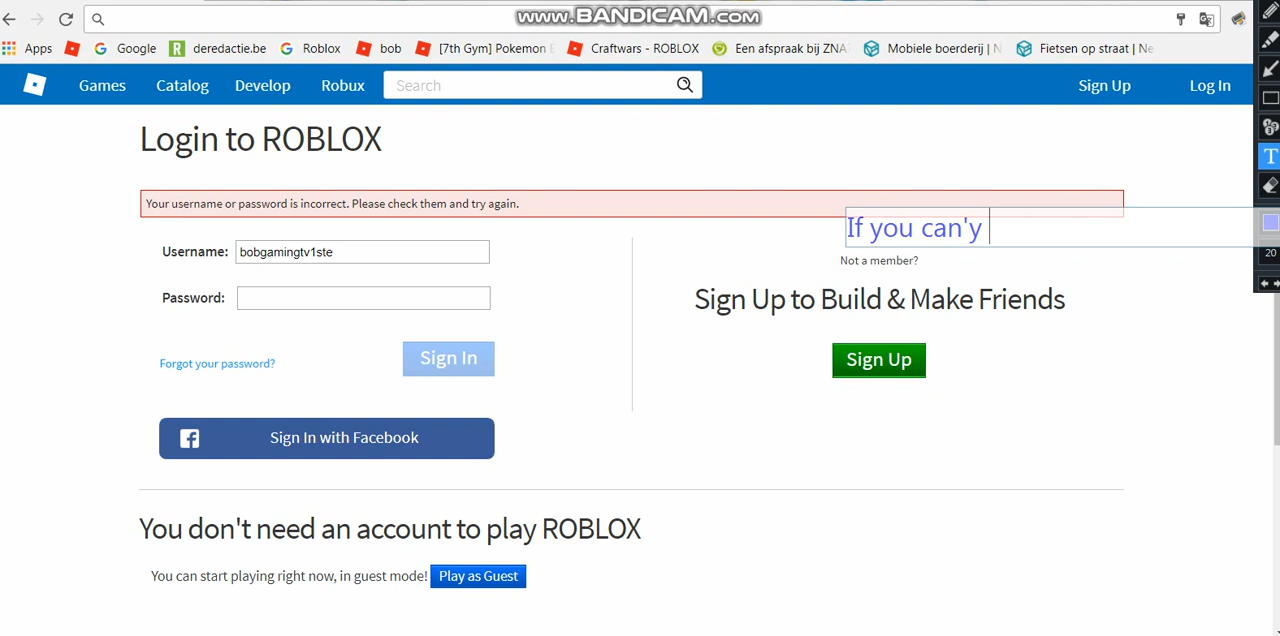 www.BANDICAM.com
Apps Google deredactie.be Roblox bob [7th Gym] Pokemon Craftwars - ROBLOX Een afspraak bij ZNA Mobiele boerderij | N Fietsen op straat | Ne
Games Catalog Develop Robux Search Sign Up Log In
Login to ROBLOX
Your username or password is incorrect. Please check them and try again.
If you can'y
Username: bobgamingtv1ste
Not a member?
Password:
Sign Up to Build & Make Friends
Forgot your password? Sign In
Sign Up
Sign In with Facebook
You don't need an account to play ROBLOX
You can start playing right now, in guest mode! Play as Guest
T
20